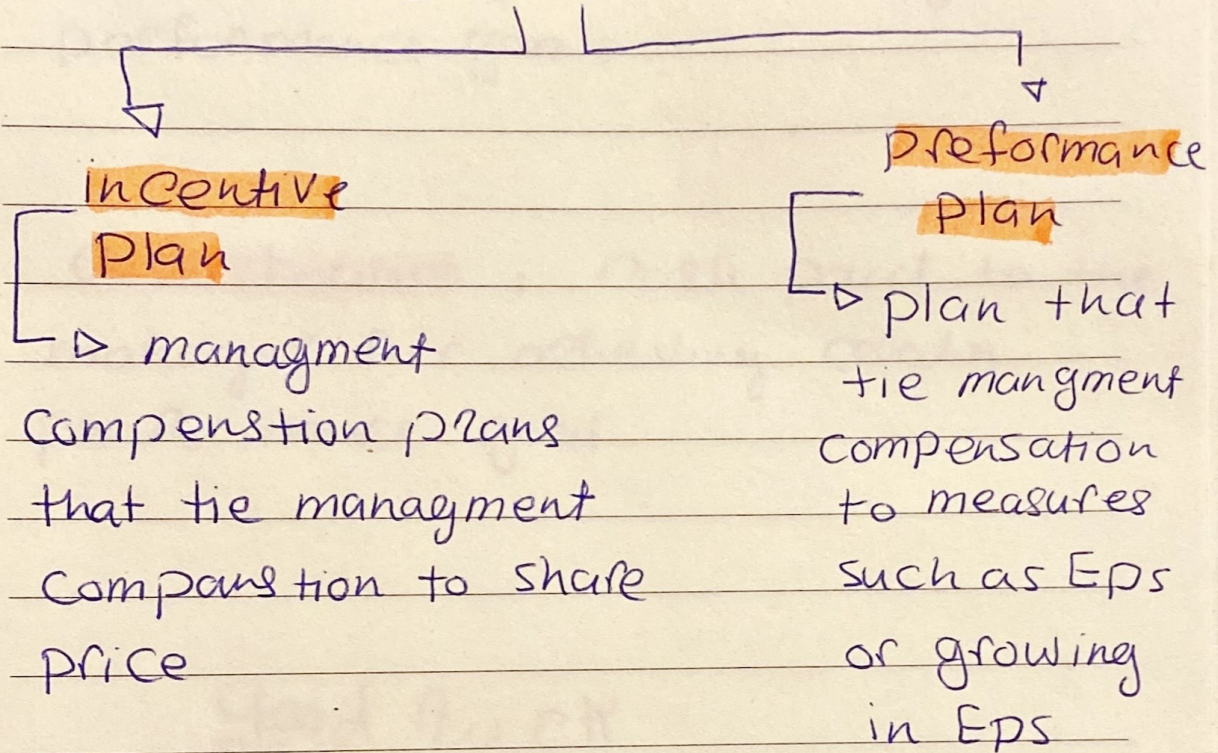 incentive
plan
managment
Compenstion plans
that tie managment
Companstion to share
price
preformance
plan
plan that
tie mangment
compensation
to measures
such as Eps
or growing
in Eps